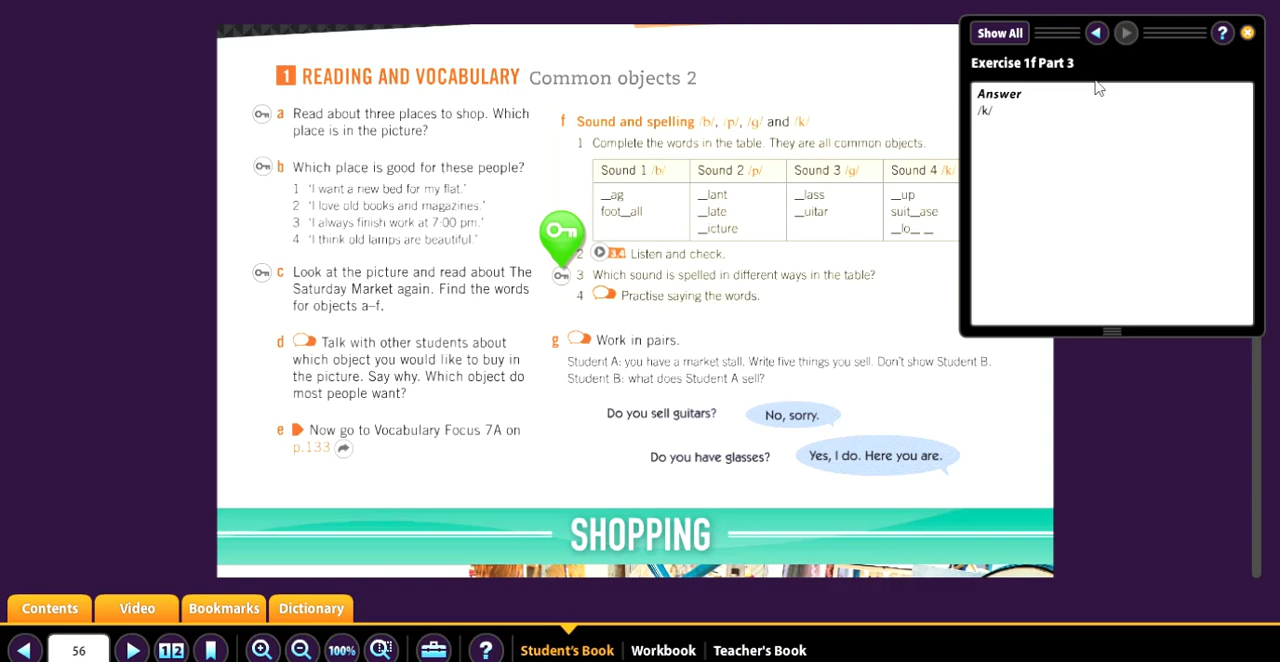 1 READING AND VOCABULARY Common objects 2
a Read about three places to shop. Which
place is in the picture?
b Which place is good for these people?
1 'I want a new bed for my flat.'
2 'I love old books and magazines.'
3 'I always finish work at 7:00 pm.'
4 'I think old lamps are beautiful.'
c Look at the picture and read about The
Saturday Market again. Find the words
for objects a–f.
d Talk with other students about
which object you would like to buy in
the picture. Say why. Which object do
most people want?
e Now go to Vocabulary Focus 7A on
p.133
f Sound and spelling /b/, /p/, /g/ and /k/
1 Complete the words in the table. They are all common objects.
Sound 1 /b/ Sound 2 /p/ Sound 3 /g/ Sound 4 /k/
__ag __lant __lass __up
foot__all __late __uitar suit__ase
__icture __lo__ __
2 3.4 Listen and check.
3 Which sound is spelled in different ways in the table?
4 Practise saying the words.
g Work in pairs.
Student A: you have a market stall. Write five things you sell. Don't show Student B.
Student B: what does Student A sell?
Do you sell guitars? No, sorry.
Do you have glasses? Yes, I do. Here you are.
SHOPPING
Show All ?
Exercise 1f Part 3
Answer
/k/
Contents Video Bookmarks Dictionary
56 1 2 100% ? Student's Book Workbook Teacher's Book